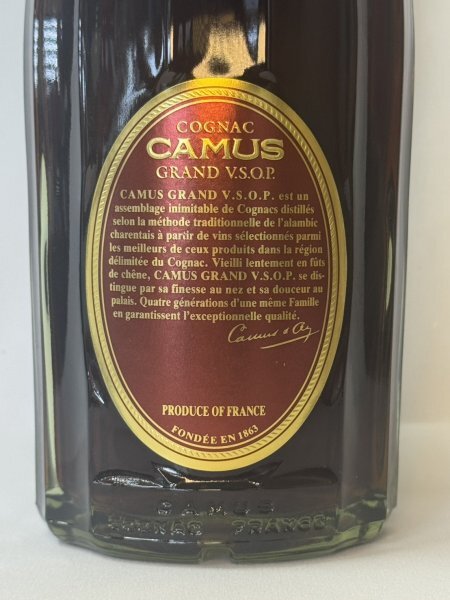 COGNAC
CAMUS
GRAND V.S.O.P.
CAMUS GRAND V.S.O.P. est un
assemblage inimitable de Cognacs distillés
selon la méthode traditionnelle de l'alambic
charentais à partir de vins sélectionnés parmi
les meilleurs de ceux produits dans la région
délimitée du Cognac. Vieilli lentement en fûts
de chêne, CAMUS GRAND V.S.O.P. se dis-
tingue par sa finesse au nez et sa douceur au
palais. Quatre générations d'une même Famille
en garantissent l'exceptionnelle qualité.
PRODUCE OF FRANCE
FONDÉE EN 1863
CAMUS
COGNAC FRANCE